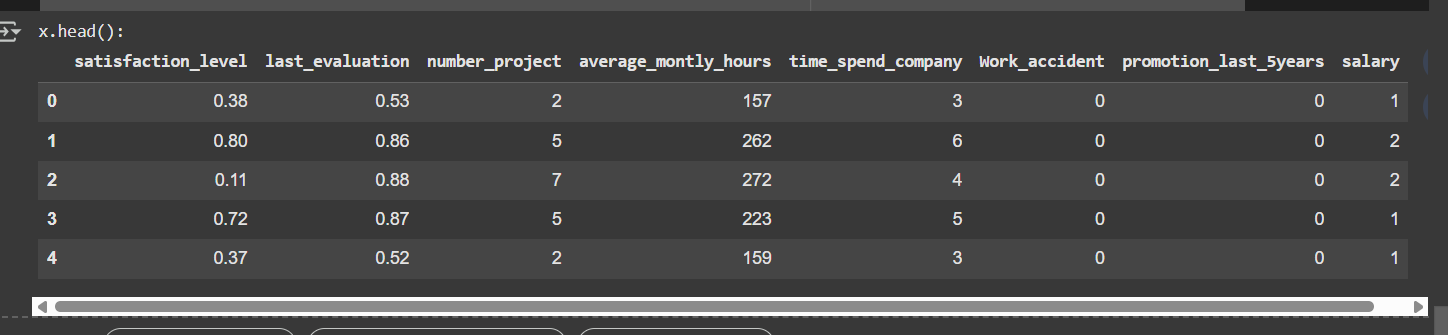 x.head():
satisfaction_level last_evaluation number_project average_montly_hours time_spend_company Work_accident promotion_last_5years salary
0 0.38 0.53 2 157 3 0 0 1
1 0.80 0.86 5 262 6 0 0 2
2 0.11 0.88 7 272 4 0 0 2
3 0.72 0.87 5 223 5 0 0 1
4 0.37 0.52 2 159 3 0 0 1